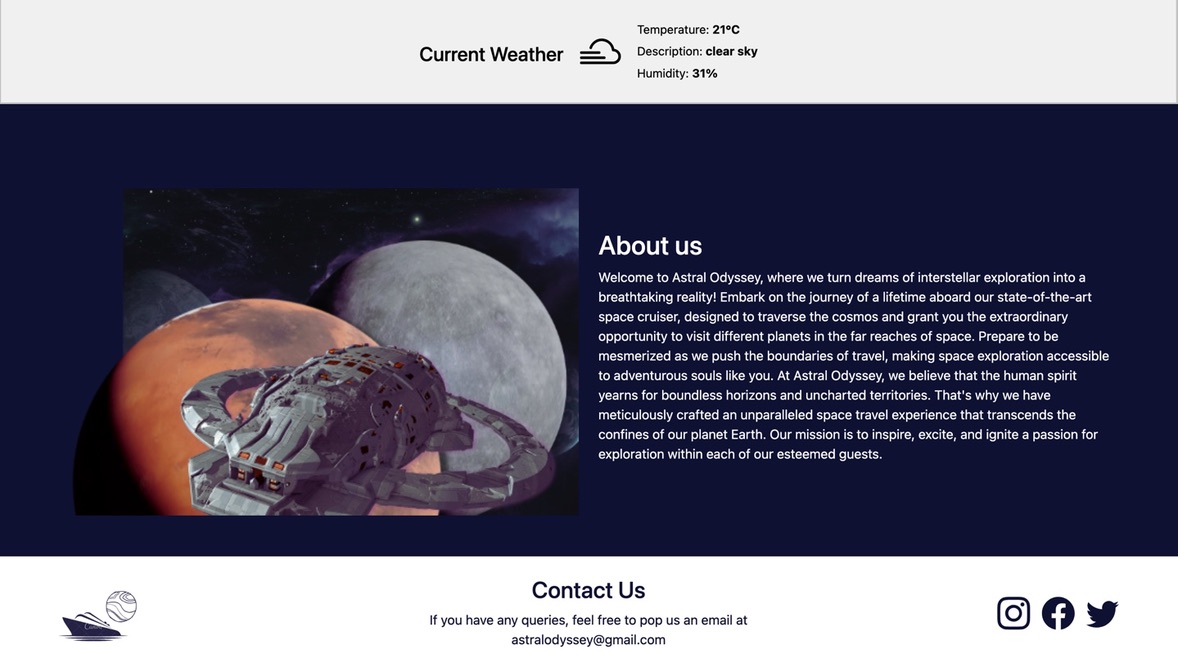 Current Weather
Temperature: 21°C
Description: clear sky
Humidity: 31%
About us
Welcome to Astral Odyssey, where we turn dreams of interstellar exploration into a
breathtaking reality! Embark on the journey of a lifetime aboard our state-of-the-art
space cruiser, designed to traverse the cosmos and grant you the extraordinary
opportunity to visit different planets in the far reaches of space. Prepare to be
mesmerized as we push the boundaries of travel, making space exploration accessible
to adventurous souls like you. At Astral Odyssey, we believe that the human spirit
yearns for boundless horizons and uncharted territories. That's why we have
meticulously crafted an unparalleled space travel experience that transcends the
confines of our planet Earth. Our mission is to inspire, excite, and ignite a passion for
exploration within each of our esteemed guests.
Contact Us
If you have any queries, feel free to pop us an email at
astralodyssey@gmail.com